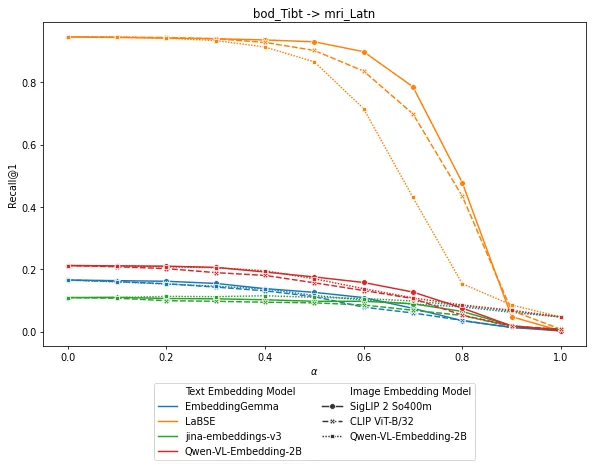 bod_Tibt -> mri_Latn
Recall@1
0.8
0.6
0.4
0.2
0.0
0.0 0.2 0.4 0.6 0.8 1.0
α
Text Embedding Model Image Embedding Model
EmbeddingGemma SigLIP 2 So400m
LaBSE CLIP ViT-B/32
jina-embeddings-v3 Qwen-VL-Embedding-2B
Qwen-VL-Embedding-2B